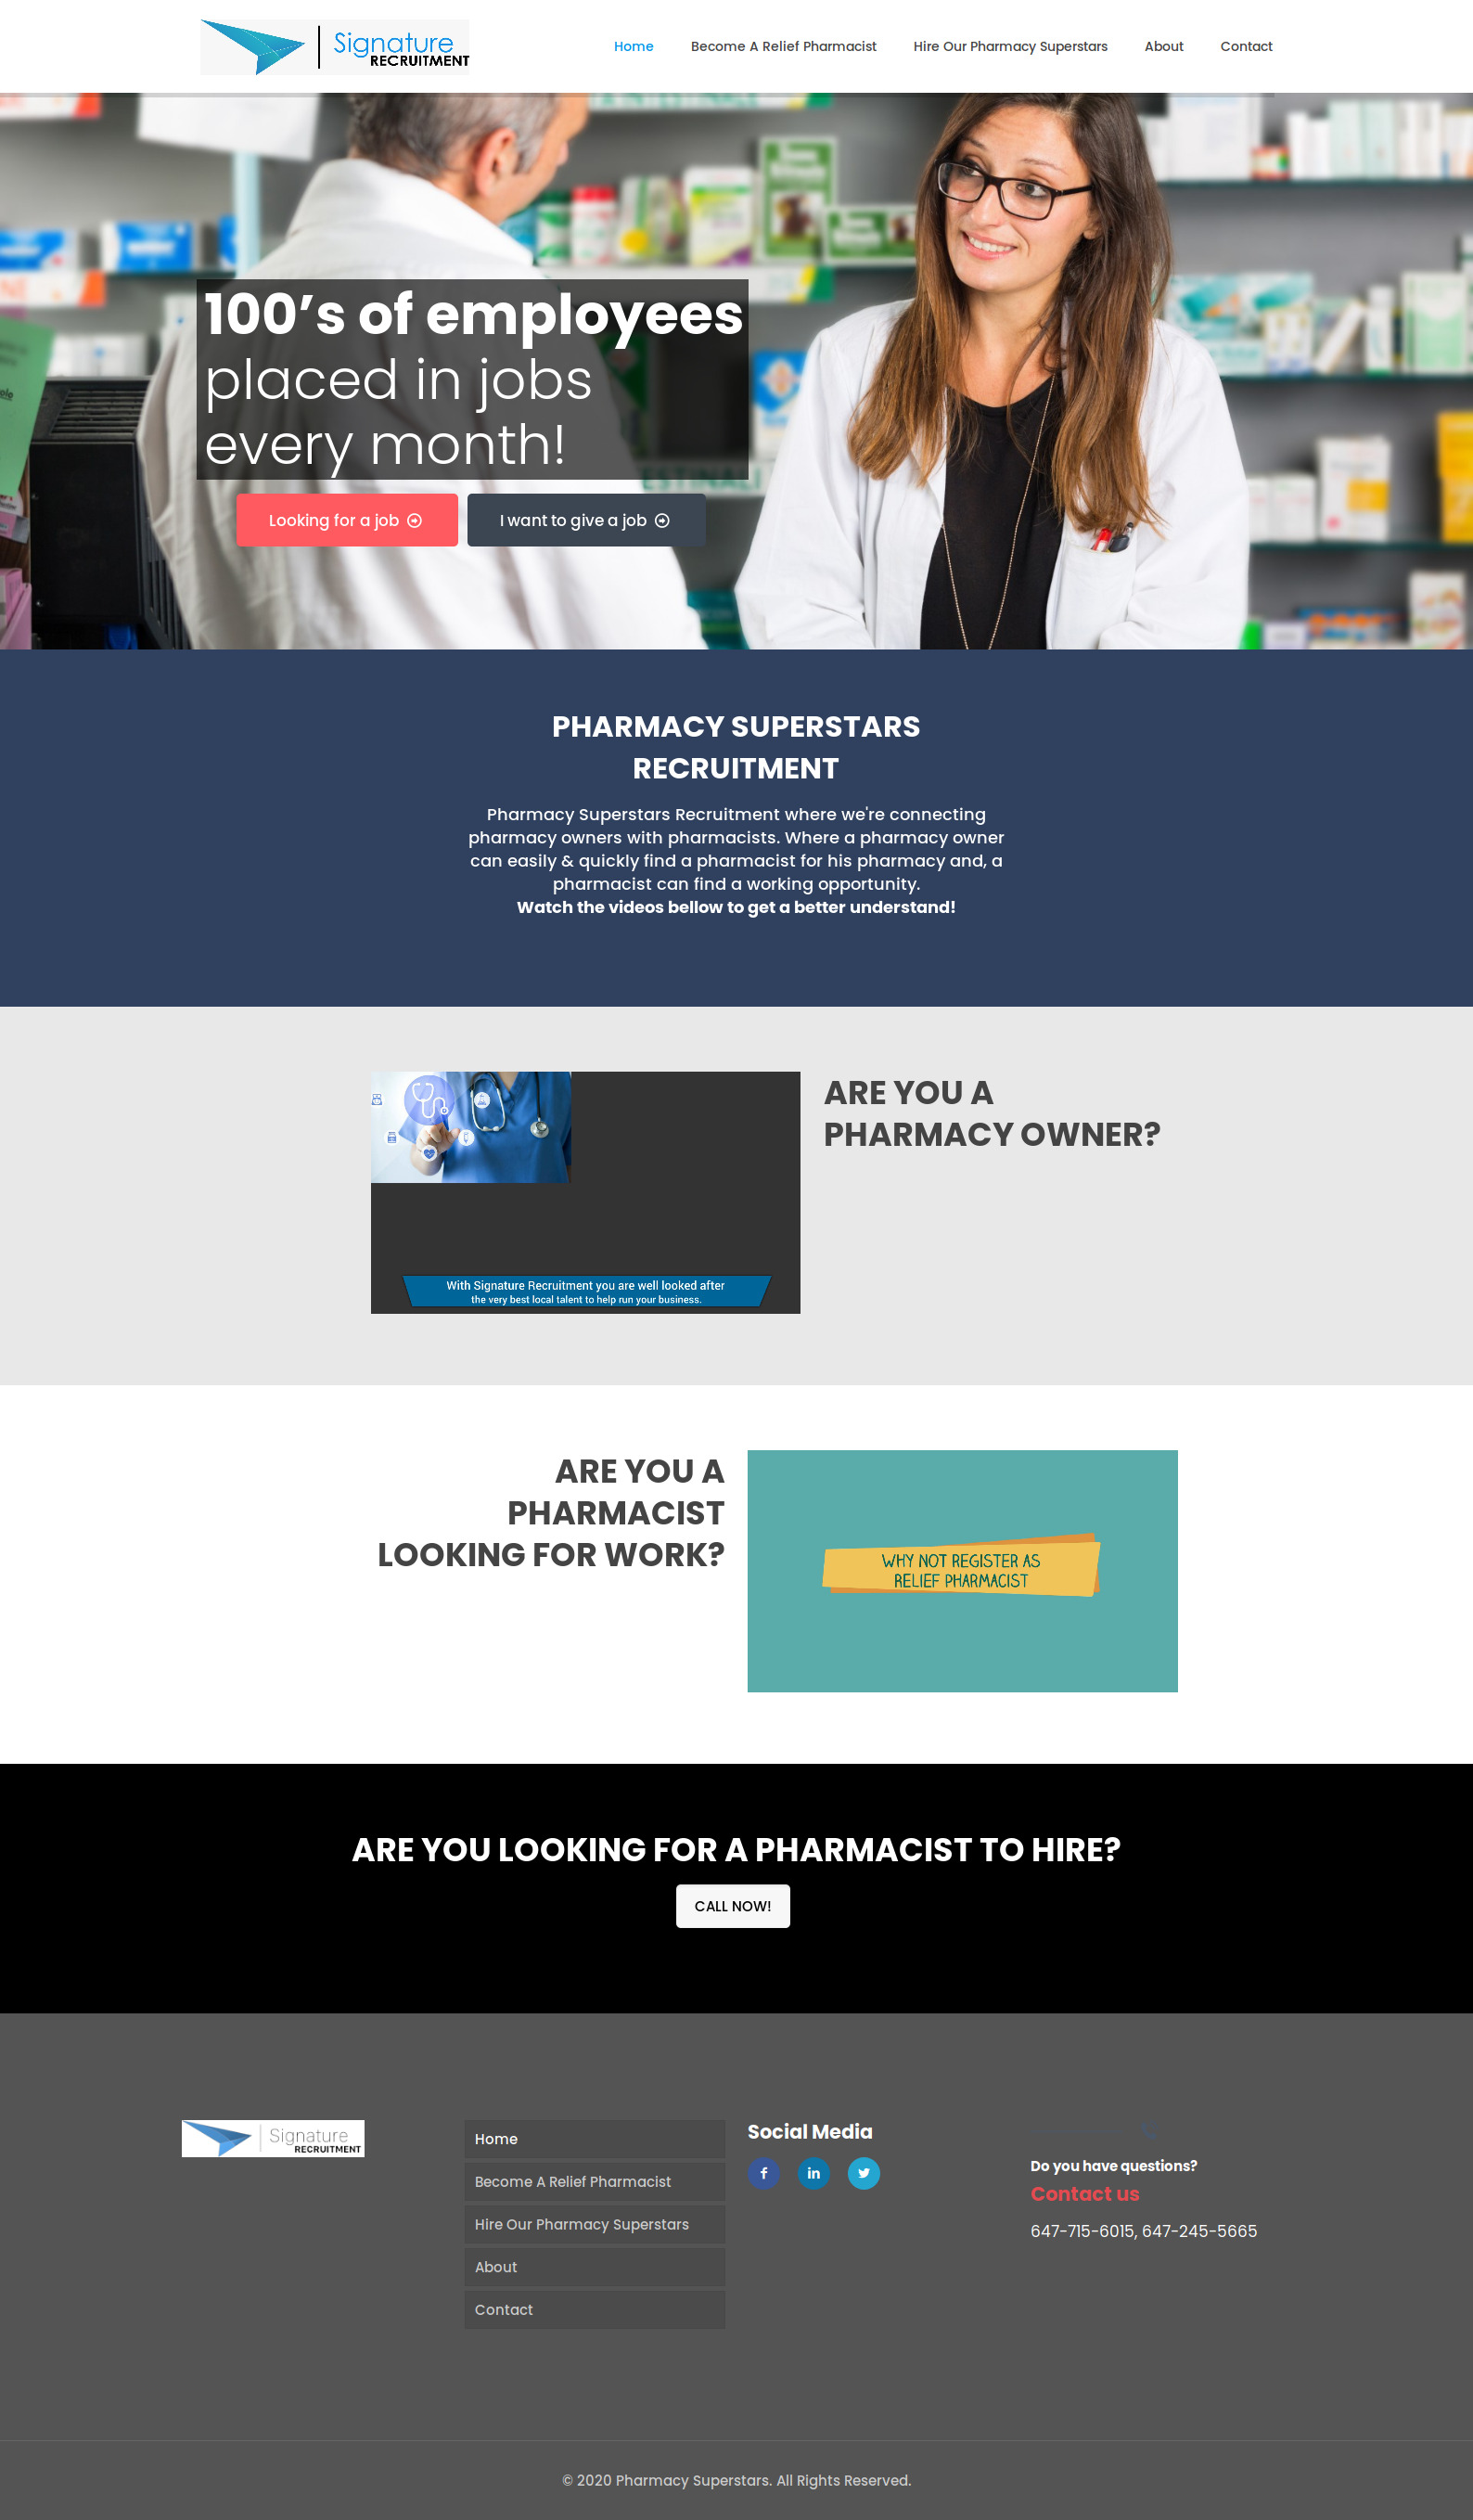 Signature
RECRUITMENT
Home
Become A Relief Pharmacist
Hire Our Pharmacy Superstars
About
Contact
100's of employees
placed in jobs
every month!
Looking for a job
I want to give a job
PHARMACY SUPERSTARS
RECRUITMENT
Pharmacy Superstars Recruitment where we're connecting
pharmacy owners with pharmacists. Where a pharmacy owner
can easily & quickly find a pharmacist for his pharmacy and, a
pharmacist can find a working opportunity.
Watch the videos bellow to get a better understand!
ARE YOU A
PHARMACY OWNER?
With Signature Recruitment you are well looked after
the very best local talent to help run your business.
ARE YOU A
PHARMACIST
LOOKING FOR WORK?
WHY NOT REGISTER AS
RELIEF PHARMACIST
ARE YOU LOOKING FOR A PHARMACIST TO HIRE?
CALL NOW!
Signature
RECRUITMENT
Home
Become A Relief Pharmacist
Hire Our Pharmacy Superstars
About
Contact
Social Media
Do you have questions?
Contact us
647-715-6015, 647-245-5665
© 2020 Pharmacy Superstars. All Rights Reserved.